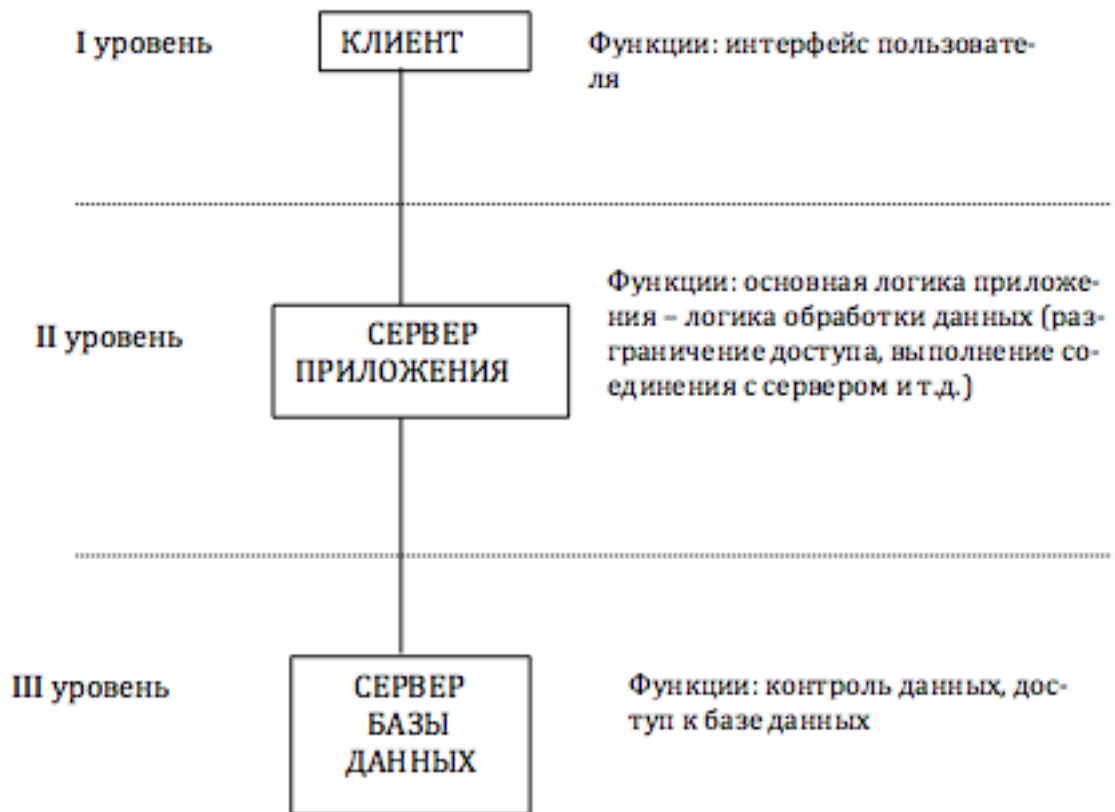 I уровень
КЛИЕНТ
Функции: интерфейс пользовате-
ля
II уровень
СЕРВЕР
ПРИЛОЖЕНИЯ
Функции: основная логика приложе-
ния – логика обработки данных (раз-
граничение доступа, выполнение со-
единения с сервером и т.д.)
III уровень
СЕРВЕР
БАЗЫ
ДАННЫХ
Функции: контроль данных, дос-
туп к базе данных